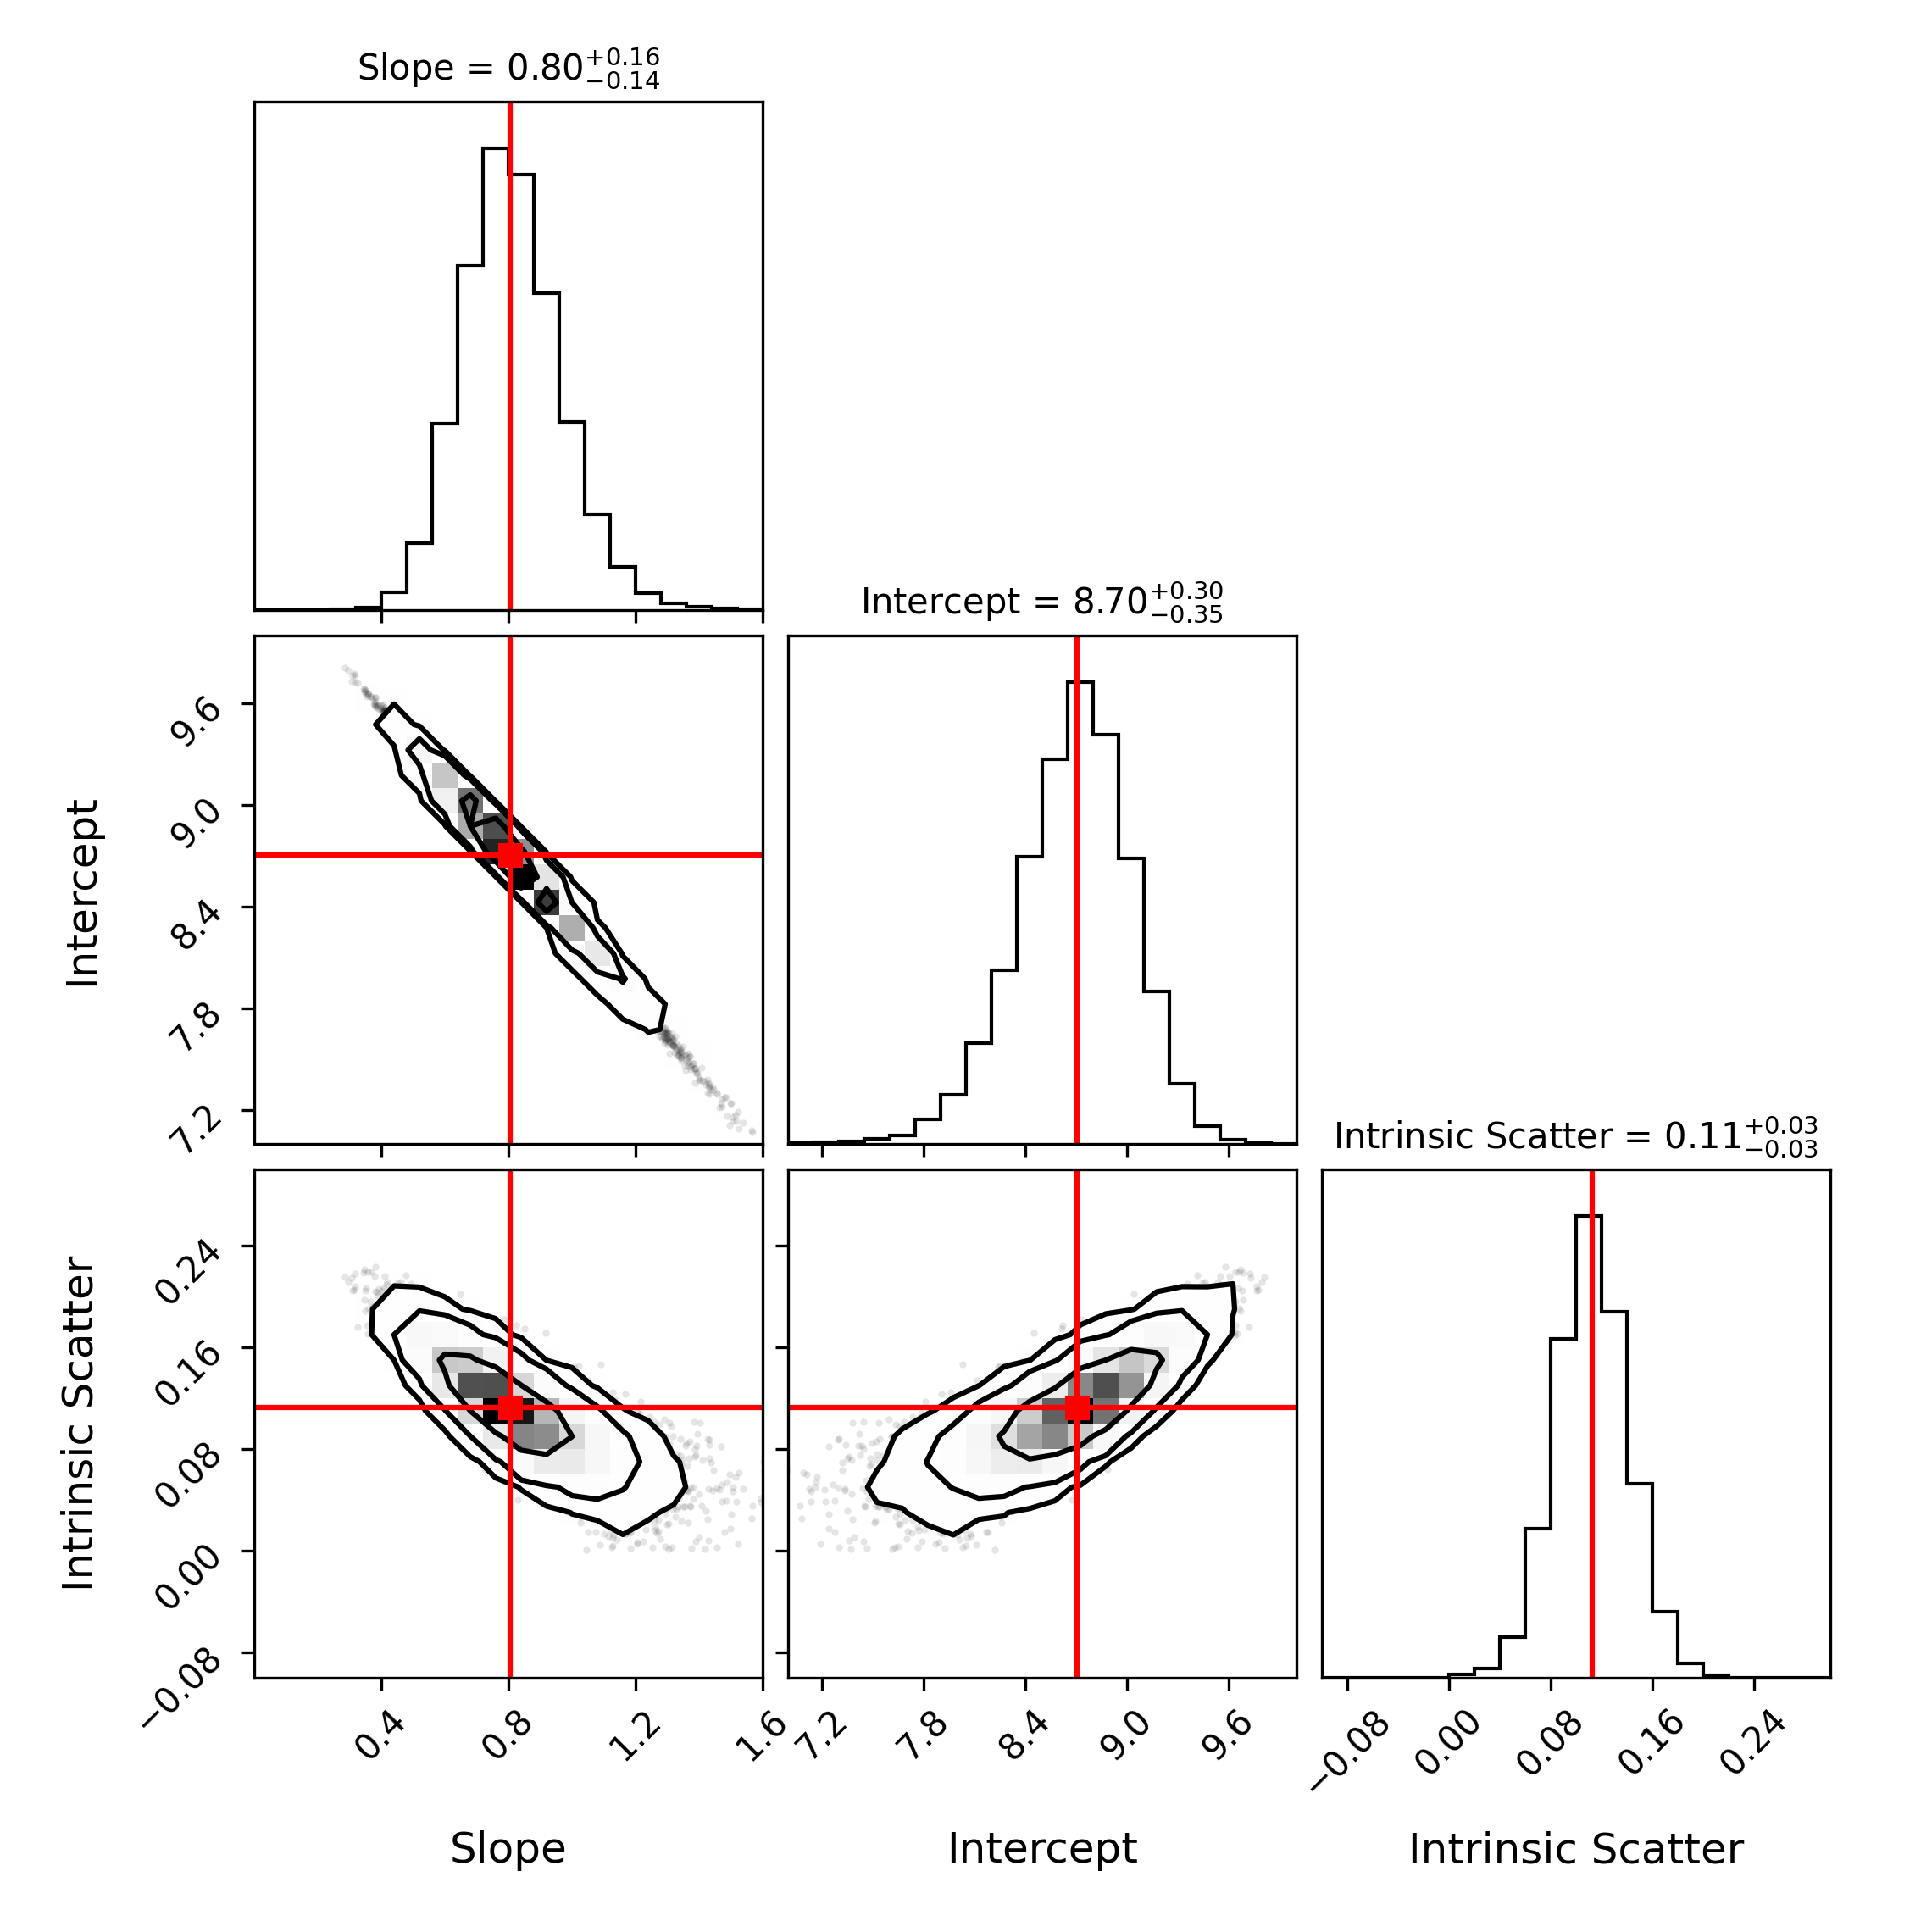 Slope = 0.80 +0.16 −0.14
Intercept = 8.70 +0.30 −0.35
Intercept
9.6
9.0
8.4
7.8
7.2
Intrinsic Scatter = 0.11 +0.03 −0.03
Intrinsic Scatter
0.24
0.16
0.08
0.00
−0.08
0.4 0.8 1.2 1.6 7.2 7.8 8.4 9.0 9.6 −0.08 0.00 0.08 0.16 0.24
Slope Intercept Intrinsic Scatter